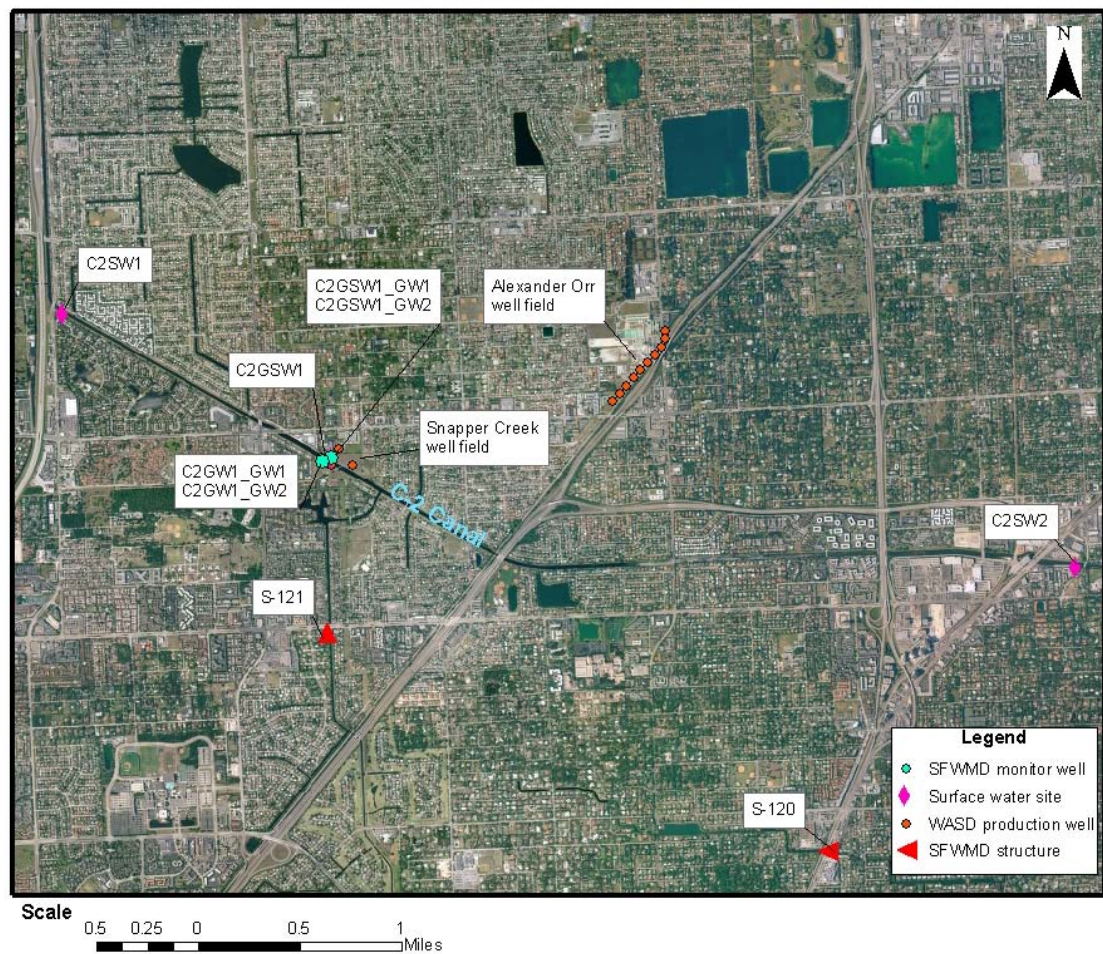 N
C2SW1
C2GSW1_GW1
C2GSW1_GW2
Alexander Orr
well field
C2GSW1
Snapper Creek
well field
C2GW1_GW1
C2GW1_GW2
C-2 Canal
C2SW2
S-121
S-120
Legend
SFWMD monitor well
Surface water site
WASD production well
SFWMD structure
Scale
0.5 0.25 0 0.5 1
Miles